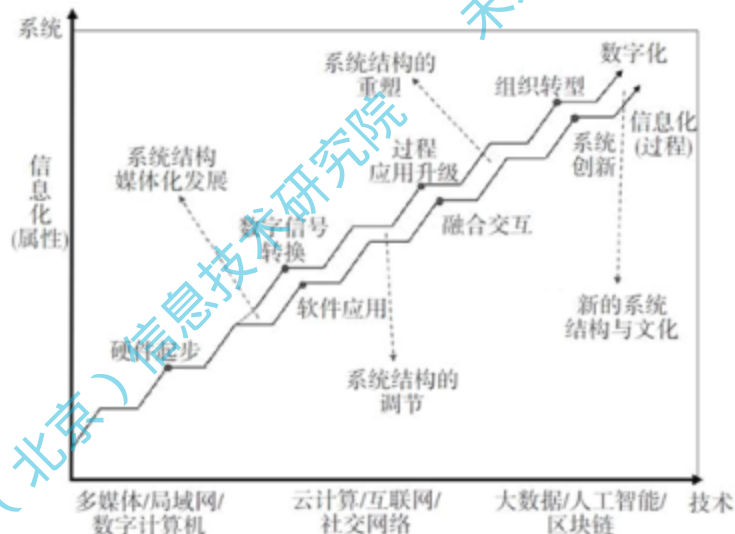 系统
数字化
系统结构的
重塑
组织转型
信息化
(过程)
系统
创新
过程
应用升级
系统结构
媒体化发展
信
息
化
(属性)
数字信号
转换
融合交互
软件应用
新的系统
结构与文化
硬件起步
系统结构的
调节
多媒体/局域网/
数字计算机
云计算/互联网/
社交网络
大数据/人工智能/
区块链
技术
(北京)信息技术研究院